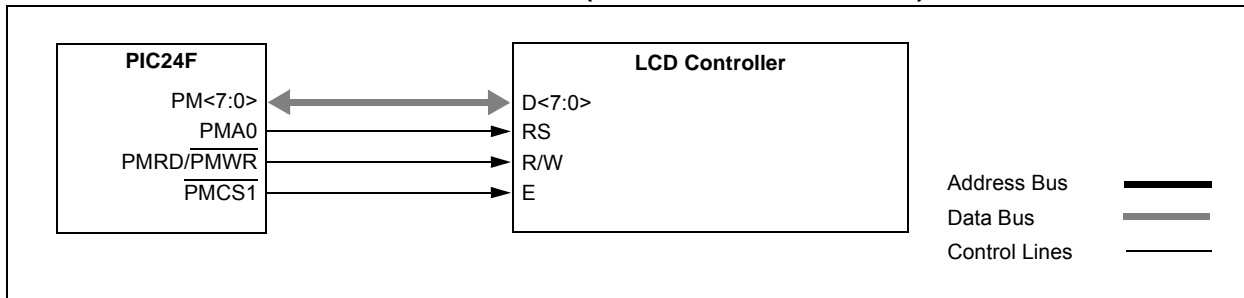 PIC24F
LCD Controller
PM<7:0>
D<7:0>
PMA0
RS
PMRD/PMWR
R/W
PMCS1
E
Address Bus
Data Bus
Control Lines